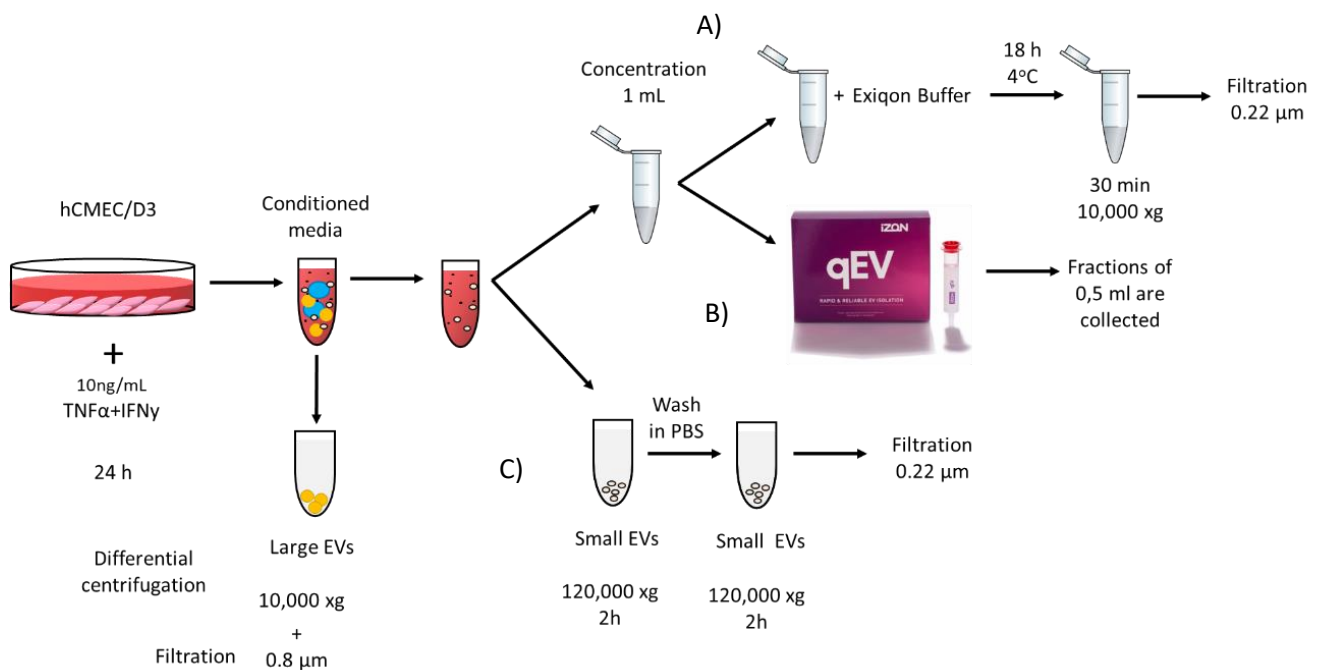 A)
Concentration
1 mL
+ Exiqon Buffer
18 h
4°C
Filtration
0.22 µm
30 min
10,000 xg
hCMEC/D3
Conditioned
media
iZON
qEV
RAPID & RELIABLE EV ISOLATION
B)
Fractions of
0,5 ml are
collected
+
10ng/mL
TNFα+IFNy
24 h
Wash
in PBS
C)
Filtration
0.22 µm
Differential
centrifugation
Large EVs
10,000 xg
+
Filtration
0.8 µm
Small EVs
120,000 xg
2h
Small EVs
120,000 xg
2h